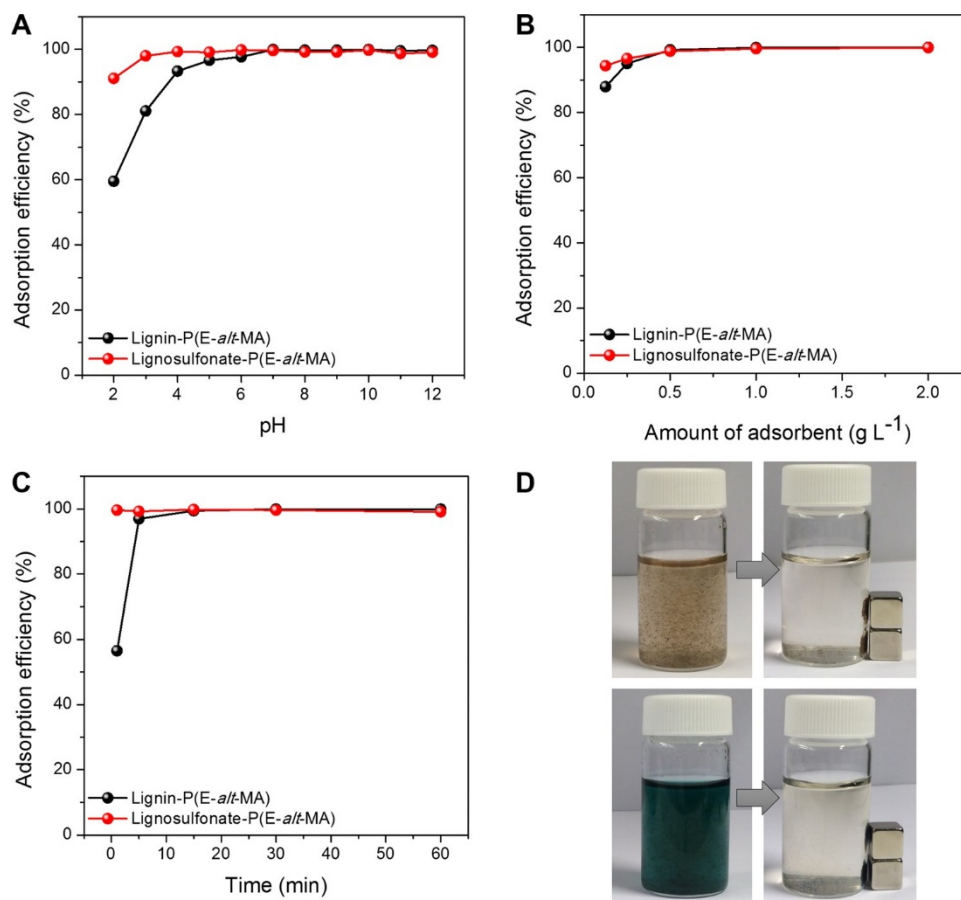 A
Adsorption efficiency (%)
100
80
60
40
20
0
Lignin-P(E-alt-MA)
Lignosulfonate-P(E-alt-MA)
2 4 6 8 10 12
pH
B
Adsorption efficiency (%)
100
80
60
40
20
0
Lignin-P(E-alt-MA)
Lignosulfonate-P(E-alt-MA)
0.0 0.5 1.0 1.5 2.0
Amount of adsorbent (g L⁻¹)
C
Adsorption efficiency (%)
100
80
60
40
20
0
Lignin-P(E-alt-MA)
Lignosulfonate-P(E-alt-MA)
0 10 20 30 40 50 60
Time (min)
D